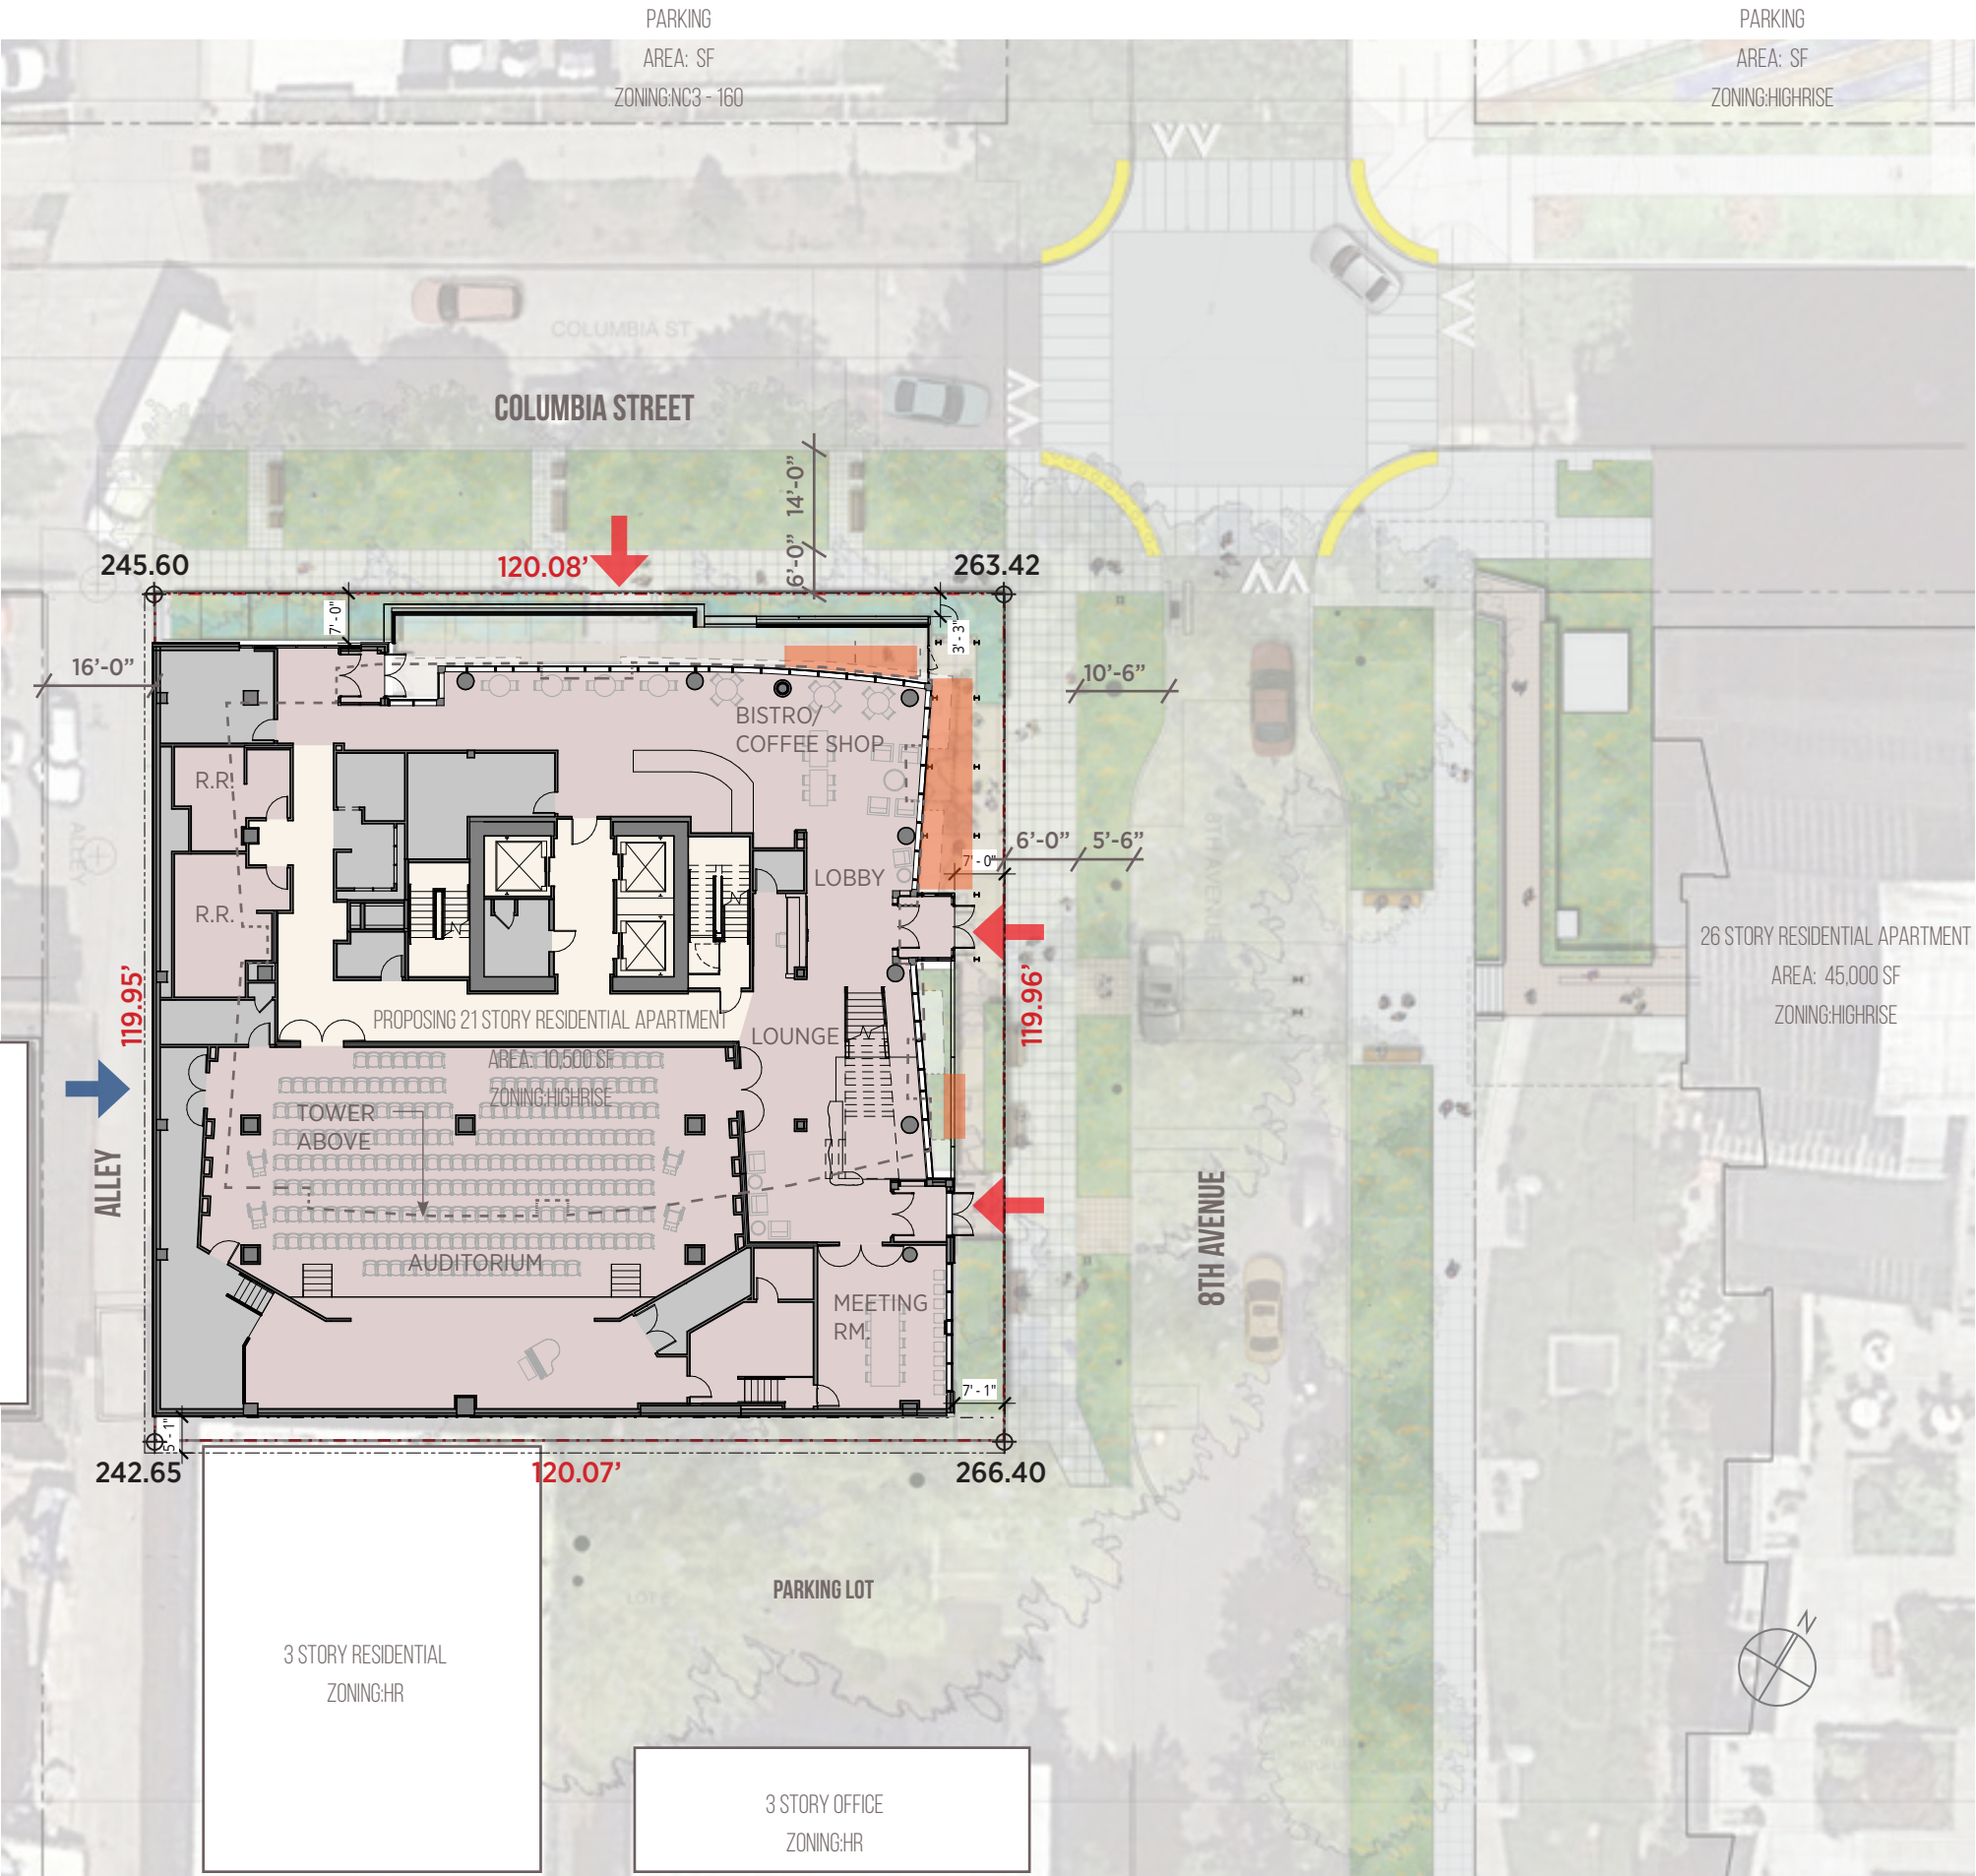 PARKING
AREA: SF
ZONING:NC3 - 160
PARKING
AREA: SF
ZONING:HIGHRISE
COLUMBIA ST
COLUMBIA STREET
14'-0"
6'-0"
245.60
120.08'
263.42
7' - 0"
3' - 3"
16'-0"
10'-6"
BISTRO/
COFFEE SHOP
R.R.
ALLEY
8TH AVENUE
6'-0"
5'-6"
7' - 0"
LOBBY
R.R.
26 STORY RESIDENTIAL APARTMENT
AREA: 45,000 SF
ZONING:HIGHRISE
119.95'
119.96'
PROPOSING 21 STORY RESIDENTIAL APARTMENT
AREA: 10,500 SF
ZONING:HIGHRISE
LOUNGE
TOWER
ABOVE
ALLEY
8TH AVENUE
AUDITORIUM
MEETING
RM.
7' - 1"
5' - 1"
242.65
120.07'
266.40
PARKING LOT
3 STORY RESIDENTIAL
ZONING:HR
N
3 STORY OFFICE
ZONING:HR